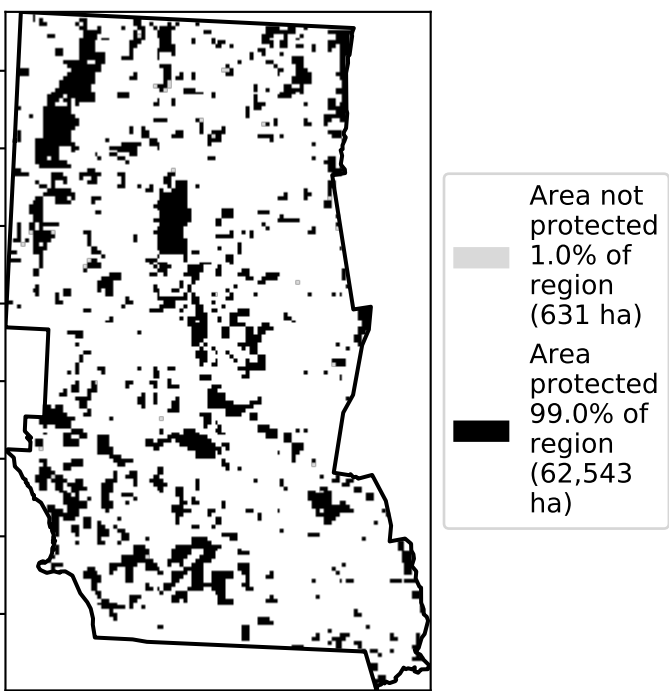 Area not
protected
1.0% of
region
(631 ha)
Area
protected
99.0% of
region
(62,543
ha)